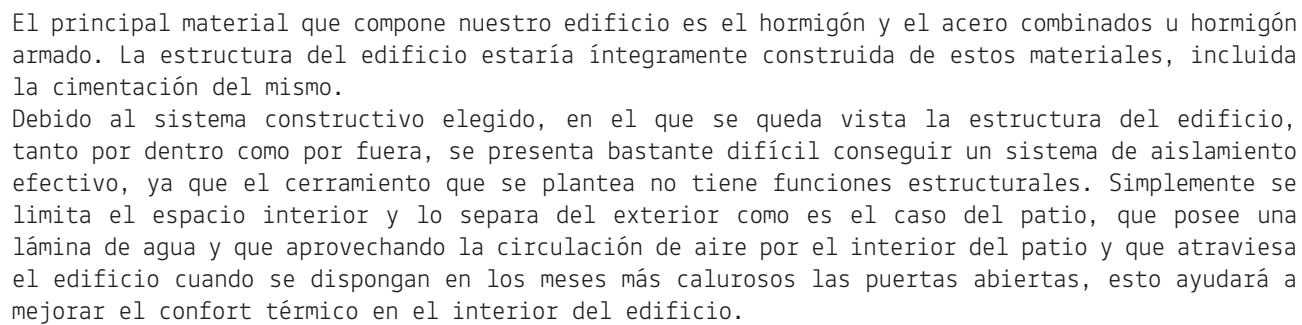 El principal material que compone nuestro edificio es el hormigón y el acero combinados u hormigón
armado. La estructura del edificio estaría íntegramente construida de estos materiales, incluida
la cimentación del mismo.
Debido al sistema constructivo elegido, en el que se queda vista la estructura del edificio,
tanto por dentro como por fuera, se presenta bastante difícil conseguir un sistema de aislamiento
efectivo, ya que el cerramiento que se plantea no tiene funciones estructurales. Simplemente se
limita el espacio interior y lo separa del exterior como es el caso del patio, que posee una
lámina de agua y que aprovechando la circulación de aire por el interior del patio y que atraviesa
el edificio cuando se dispongan en los meses más calurosos las puertas abiertas, esto ayudará a
mejorar el confort térmico en el interior del edificio.